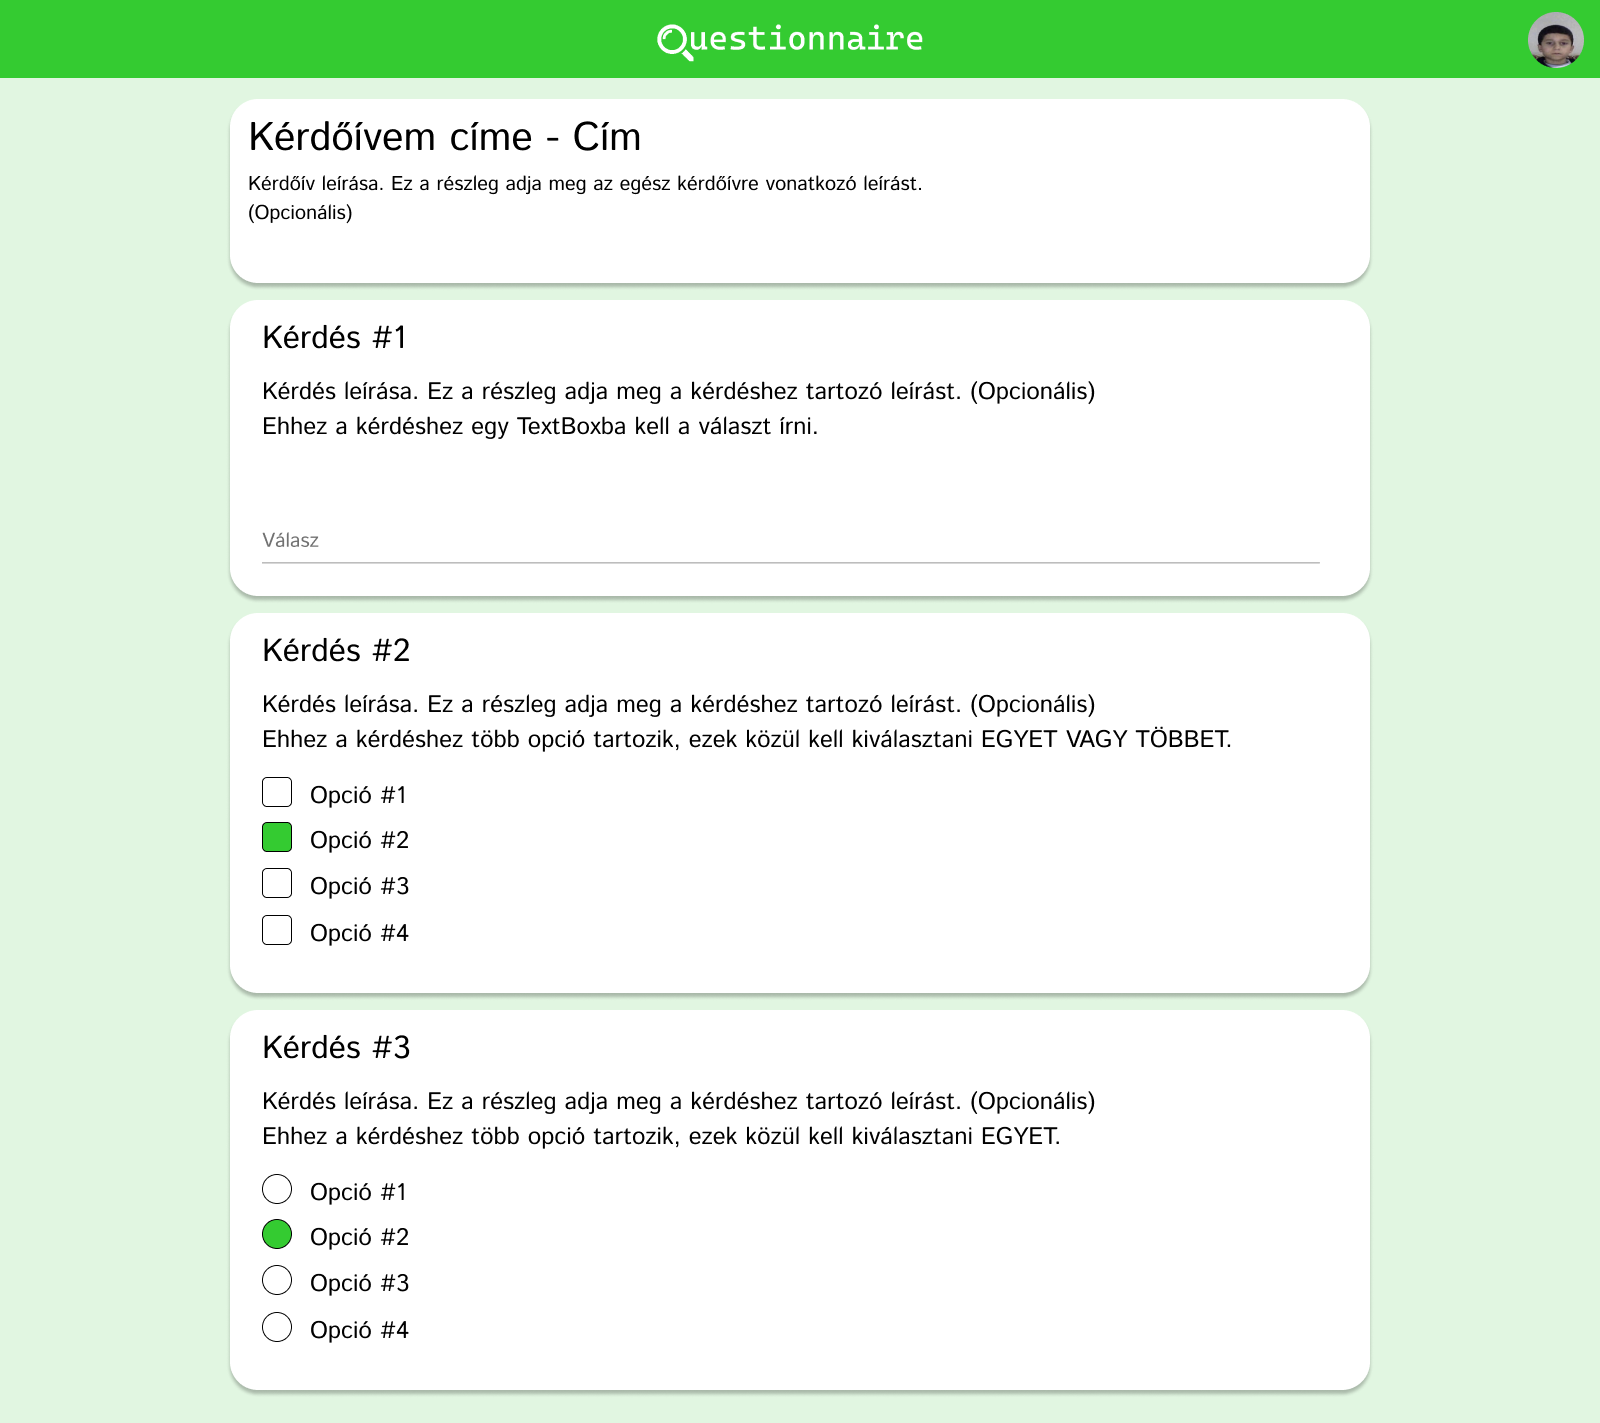 Questionnaire
Kérdőívem címe - Cím
Kérdőív leírása. Ez a részleg adja meg az egész kérdőívre vonatkozó leírást.
(Opcionális)
Kérdés #1
Kérdés leírása. Ez a részleg adja meg a kérdéshez tartozó leírást. (Opcionális)
Ehhez a kérdéshez egy TextBoxba kell a választ írni.
Válasz
Kérdés #2
Kérdés leírása. Ez a részleg adja meg a kérdéshez tartozó leírást. (Opcionális)
Ehhez a kérdéshez több opció tartozik, ezek közül kell kiválasztani EGYET VAGY TÖBBET.
Opció #1
Opció #2
Opció #3
Opció #4
Kérdés #3
Kérdés leírása. Ez a részleg adja meg a kérdéshez tartozó leírást. (Opcionális)
Ehhez a kérdéshez több opció tartozik, ezek közül kell kiválasztani EGYET.
Opció #1
Opció #2
Opció #3
Opció #4